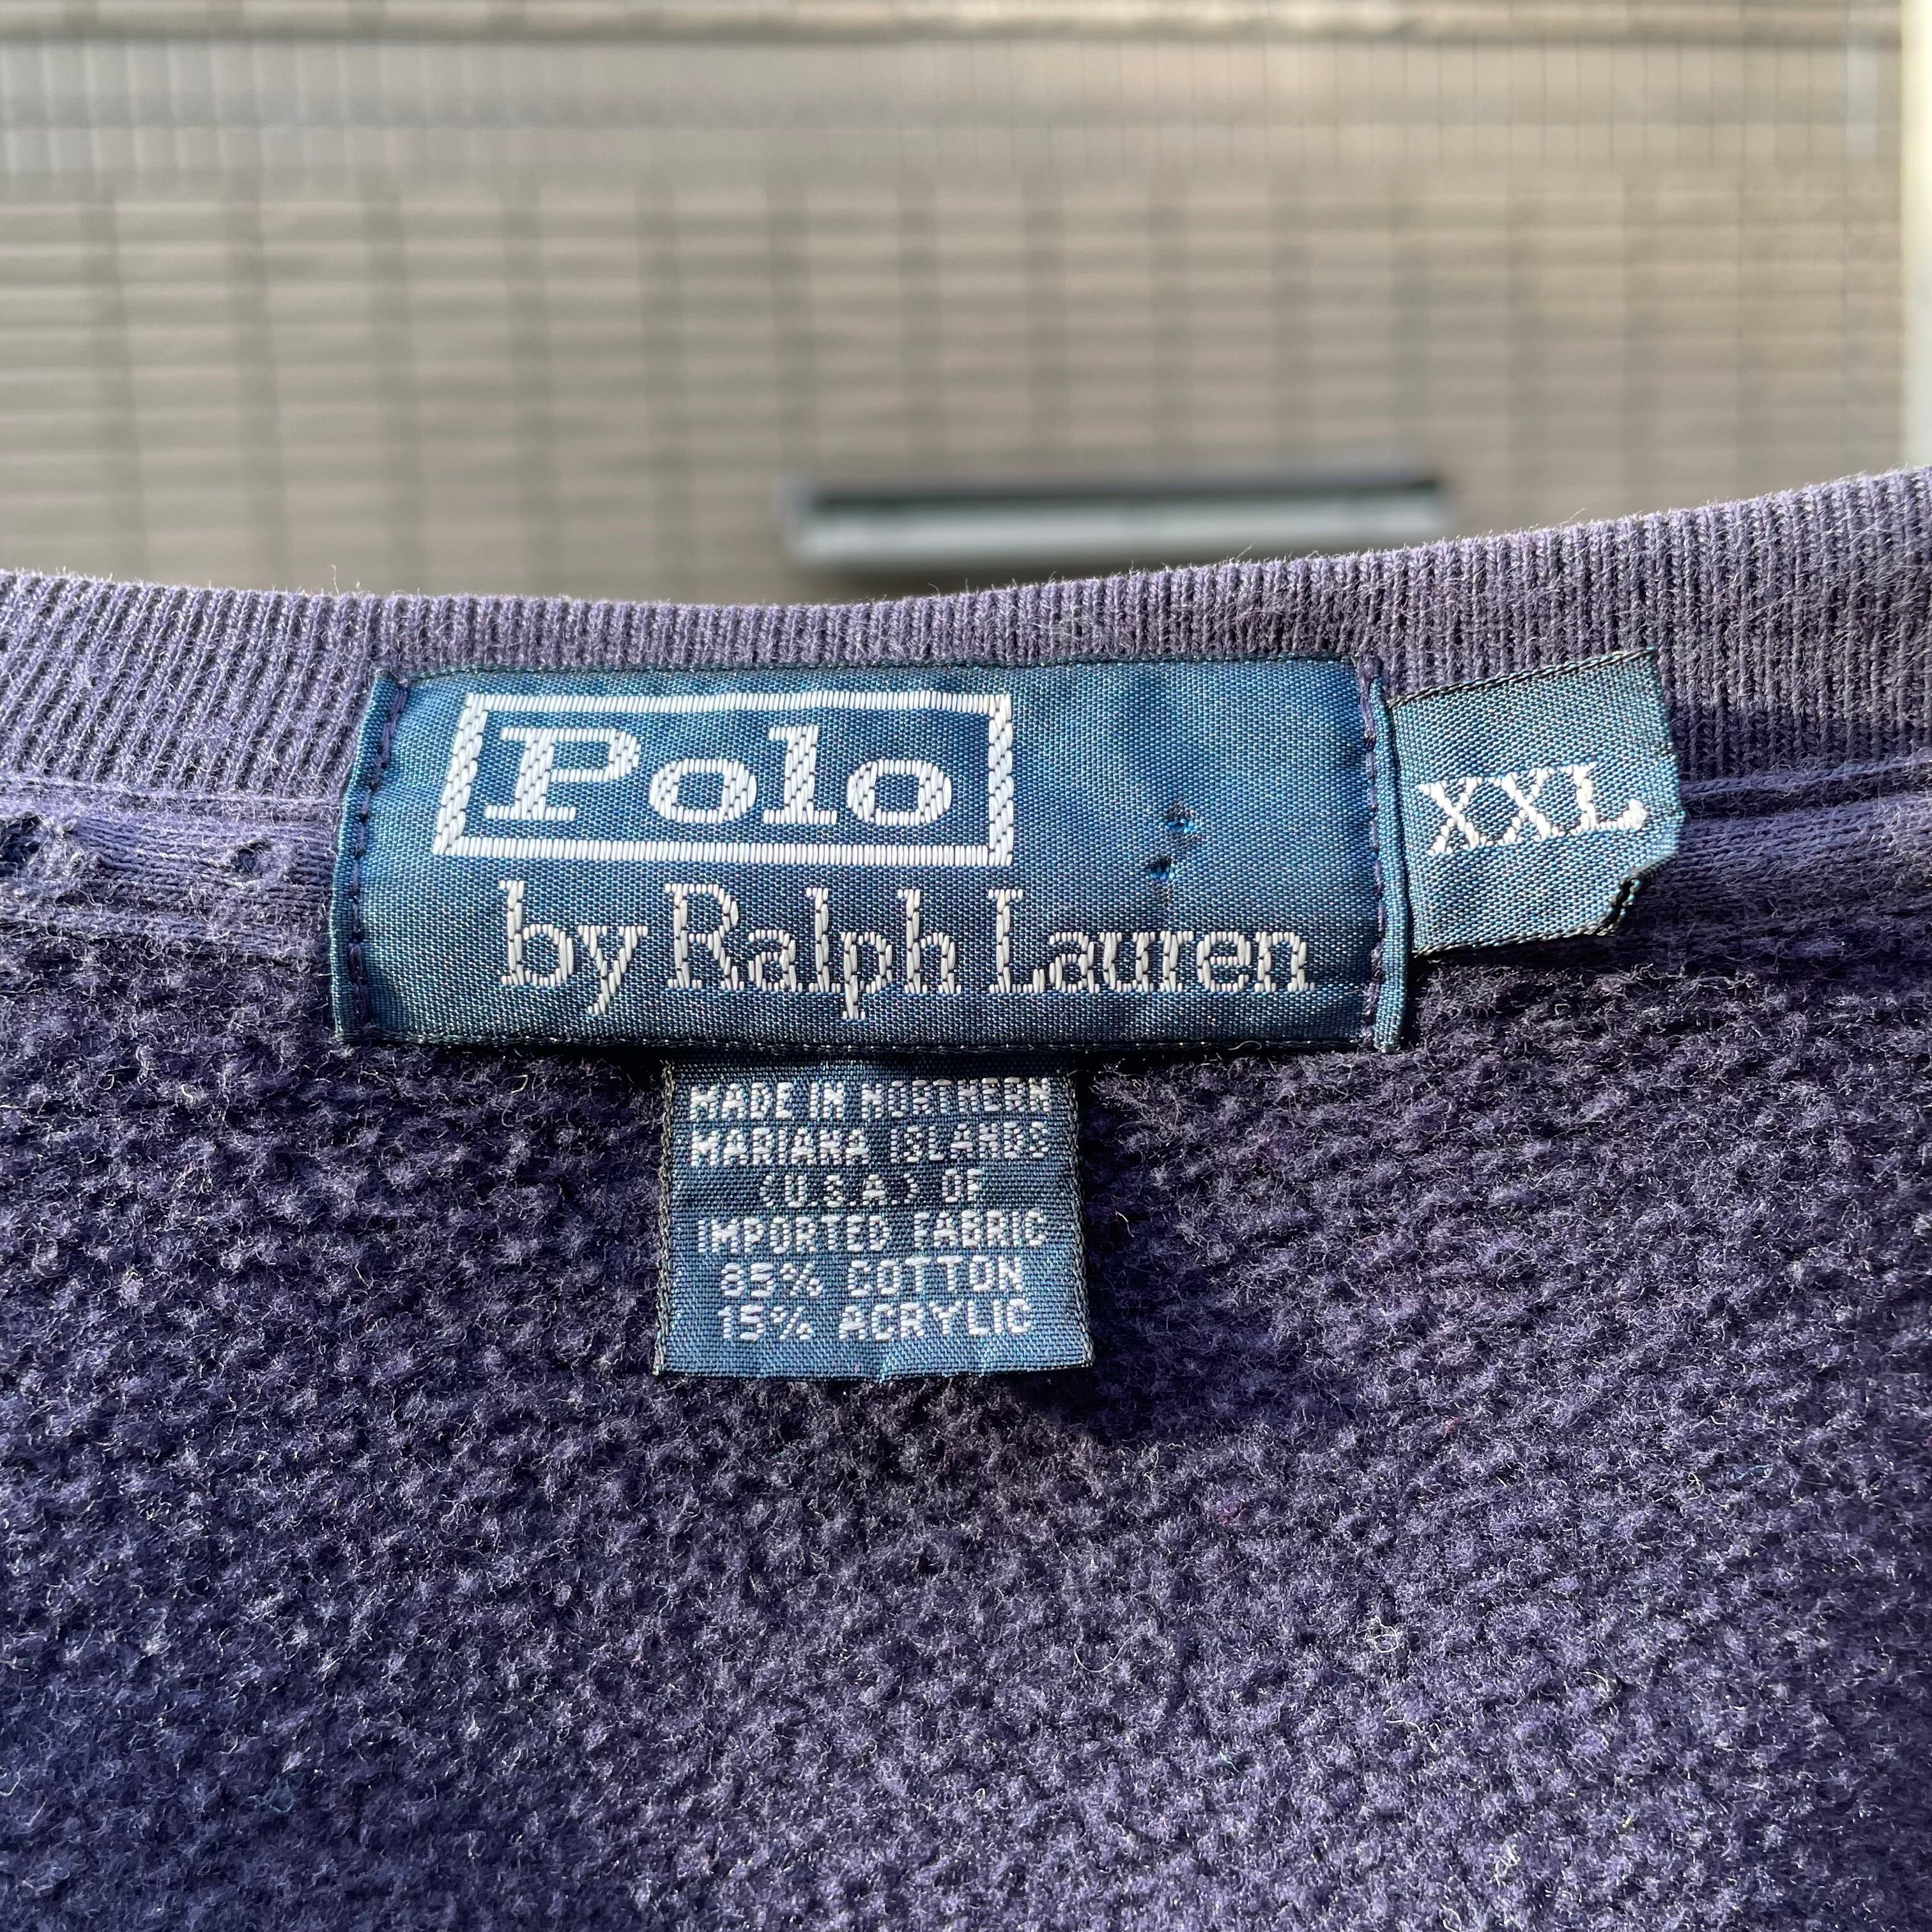 Polo
by Ralph Lauren
XXL
MADE IN NORTHERN
MARIANA ISLANDS
(U.S.A) OF
IMPORTED FABRIC
85% COTTON
15% ACRYLIC